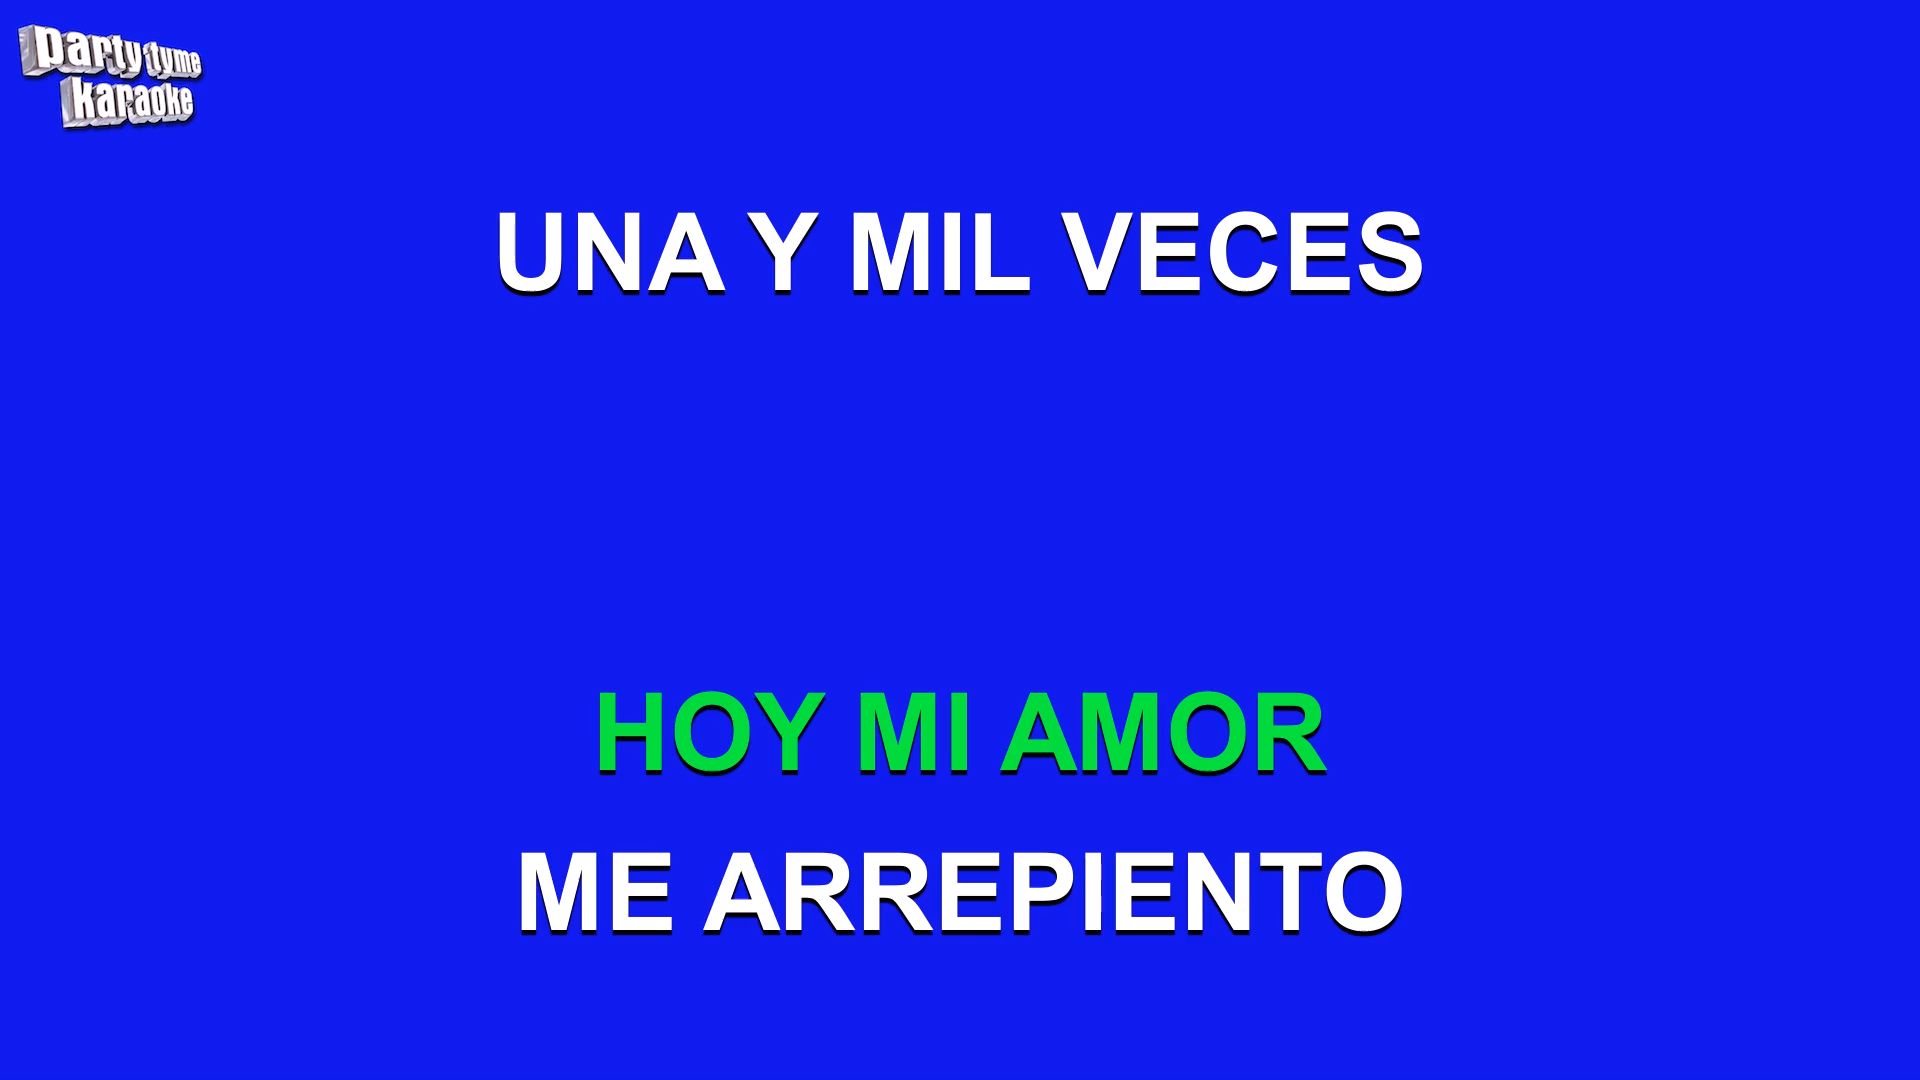 party tyme
karaoke
UNA Y MIL VECES
HOY MI AMOR
ME ARREPIENTO